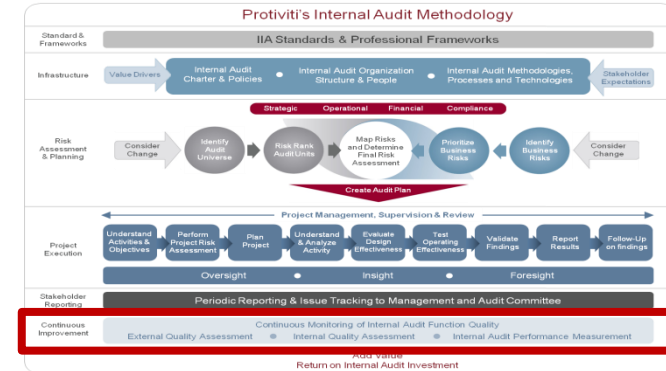 Protiviti's Internal Audit Methodology
Standard &
Frameworks
IIA Standards & Professional Frameworks
Infrastructure
Value Drivers
Internal Audit
Charter & Policies
Internal Audit Organization
Structure & People
Internal Audit Methodologies,
Processes and Technologies
Stakeholder
Expectations
Strategic Operational Financial Compliance
Risk
Assessment
& Planning
Consider
Change
Identify
Audit
Universe
Risk Rank
Audit Units
Map Risks
and Determine
Final Risk
Assessment
Prioritize
Business
Risks
Identify
Business
Risks
Consider
Change
Create Audit Plan
Project Management, Supervision & Review
Project
Execution
Understand
Activities &
Objectives
Perform
Project Risk
Assessment
Plan
Project
Understand
& Analyze
Activity
Evaluate
Design
Effectiveness
Test
Operating
Effectiveness
Validate
Findings
Report
Results
Follow-Up
on findings
Oversight • Insight • Foresight
Stakeholder
Reporting
Periodic Reporting & Issue Tracking to Management and Audit Committee
Continuous
Improvement
Continuous Monitoring of Internal Audit Function Quality
External Quality Assessment • Internal Quality Assessment • Internal Audit Performance Measurement
Add Value
Return on Internal Audit Investment